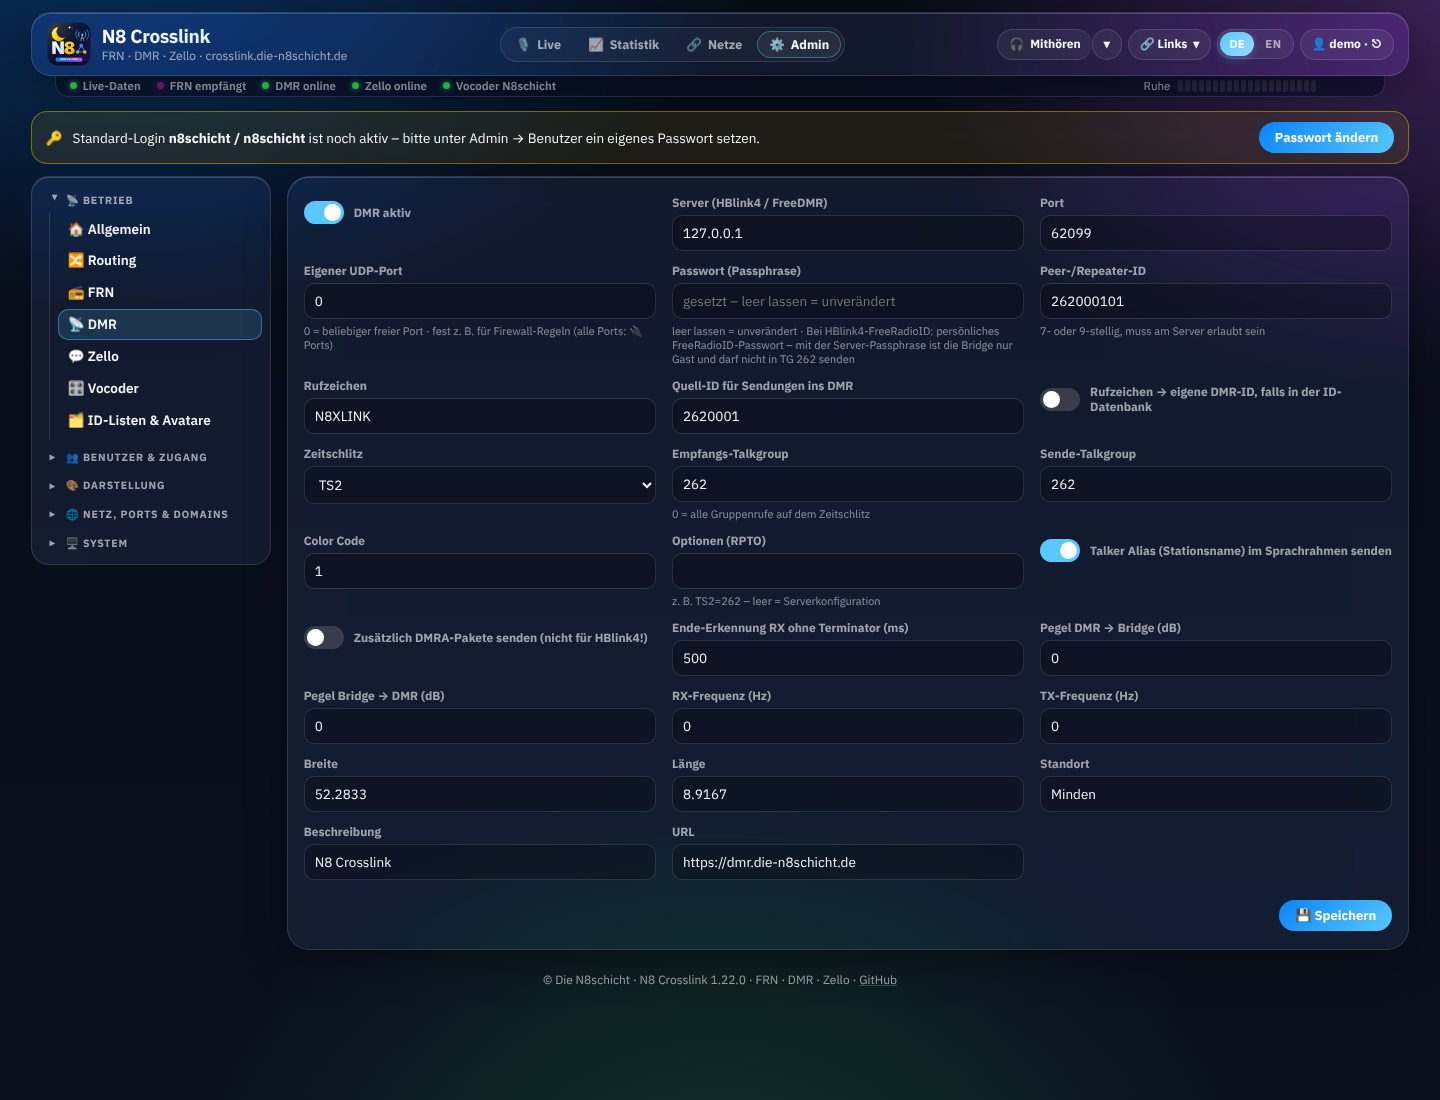 N8 Crosslink
FRN · DMR · Zello · crosslink.die-n8schicht.de
Live
Statistik
Netze
Admin
Mithören
Links
DE
EN
demo ·
Live-Daten
FRN empfängt
DMR online
Zello online
Vocoder N8schicht
Ruhe
Standard-Login n8schicht / n8schicht ist noch aktiv – bitte unter Admin → Benutzer ein eigenes Passwort setzen.
Passwort ändern
BETRIEB
Allgemein
Routing
FRN
DMR
Zello
Vocoder
ID-Listen & Avatare
BENUTZER & ZUGANG
DARSTELLUNG
NETZ, PORTS & DOMAINS
SYSTEM
DMR aktiv
Server (HBlink4 / FreeDMR)
127.0.0.1
Port
62099
Eigener UDP-Port
0
0 = beliebiger freier Port · fest z. B. für Firewall-Regeln (alle Ports: 🔌
Ports)
Passwort (Passphrase)
gesetzt – leer lassen = unverändert
leer lassen = unverändert · Bei HBlink4-FreeRadioID: persönliches
FreeRadioID-Passwort – mit der Server-Passphrase ist die Bridge nur
Gast und darf nicht in TG 262 senden
Peer-/Repeater-ID
262000101
7- oder 9-stellig, muss am Server erlaubt sein
Rufzeichen
N8XLINK
Quell-ID für Sendungen ins DMR
2620001
Rufzeichen → eigene DMR-ID, falls in der ID-
Datenbank
Zeitschlitz
TS2
Empfangs-Talkgroup
262
0 = alle Gruppenrufe auf dem Zeitschlitz
Sende-Talkgroup
262
Color Code
1
Optionen (RPTO)
z. B. TS2=262 – leer = Serverkonfiguration
Talker Alias (Stationsname) im Sprachrahmen senden
Zusätzlich DMRA-Pakete senden (nicht für HBlink4!)
Ende-Erkennung RX ohne Terminator (ms)
500
Pegel DMR → Bridge (dB)
0
Pegel Bridge → DMR (dB)
0
RX-Frequenz (Hz)
0
TX-Frequenz (Hz)
0
Breite
52.2833
Länge
8.9167
Standort
Minden
Beschreibung
N8 Crosslink
URL
https://dmr.die-n8schicht.de
Speichern
© Die N8schicht · N8 Crosslink 1.22.0 · FRN · DMR · Zello · GitHub